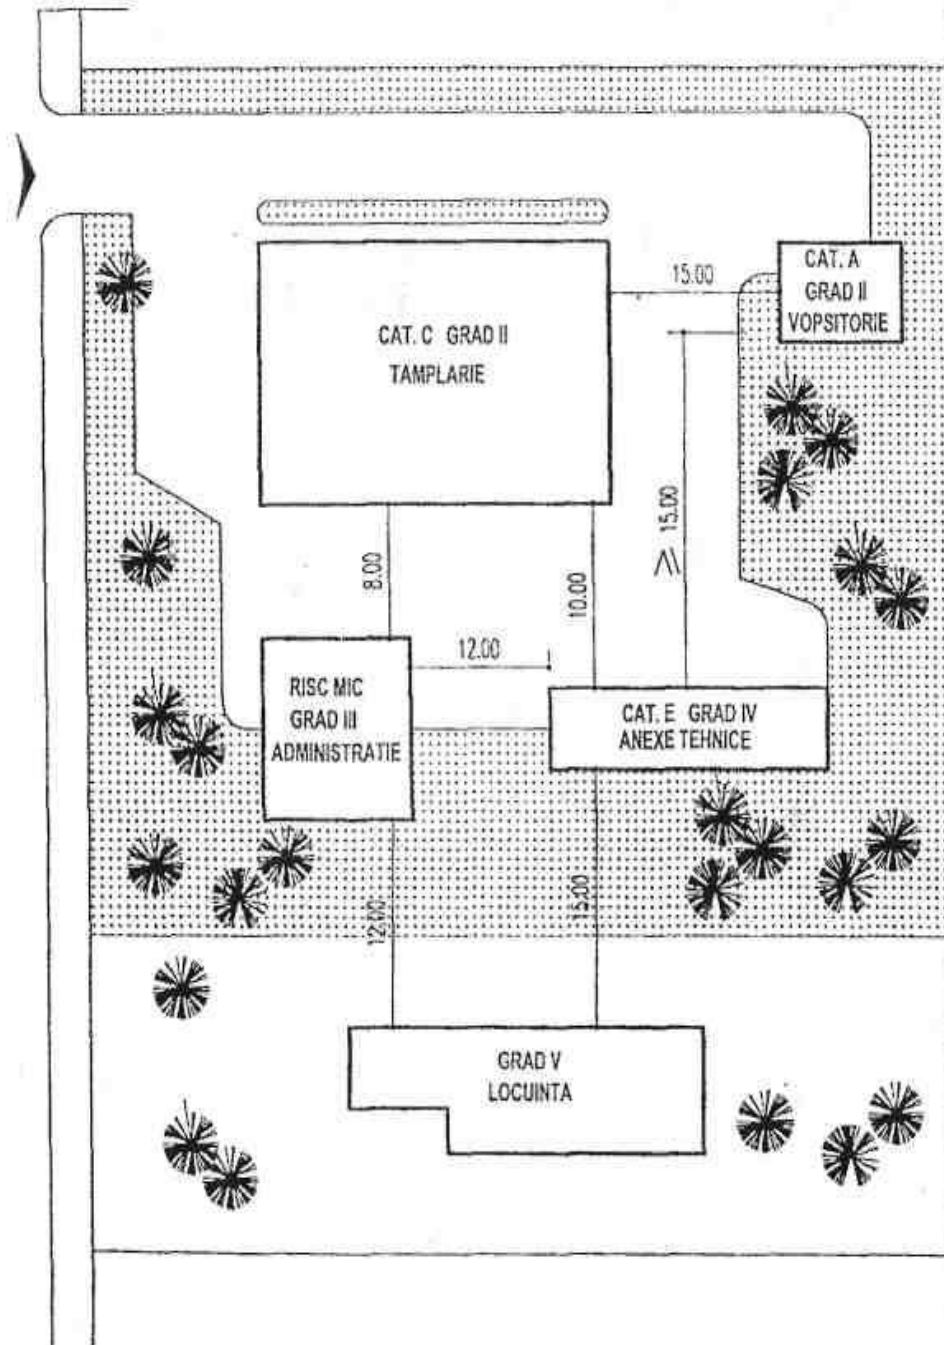 CAT. A
GRAD II
VOPSITORIE
15.00
CAT. C GRAD II
TAMPLARIE
≥ 15.00
8.00
10.00
12.00
RISC MIC
GRAD III
ADMINISTRATIE
CAT. E GRAD IV
ANEXE TEHNICE
12.00
15.00
GRAD V
LOCUINTA